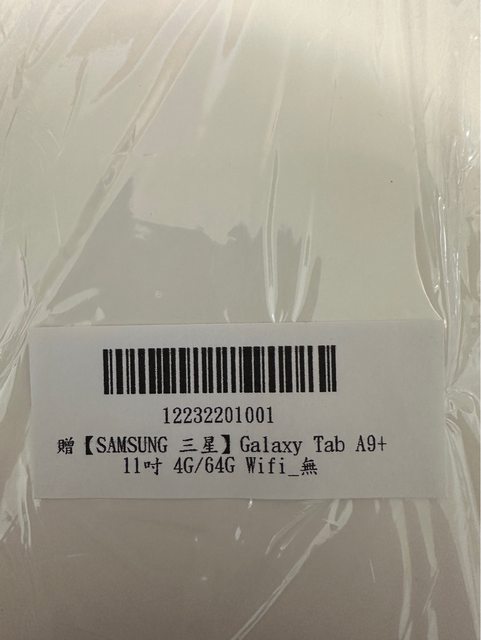 12232201001
贈【SAMSUNG 三星】Galaxy Tab A9+
11吋 4G/64G Wifi_無